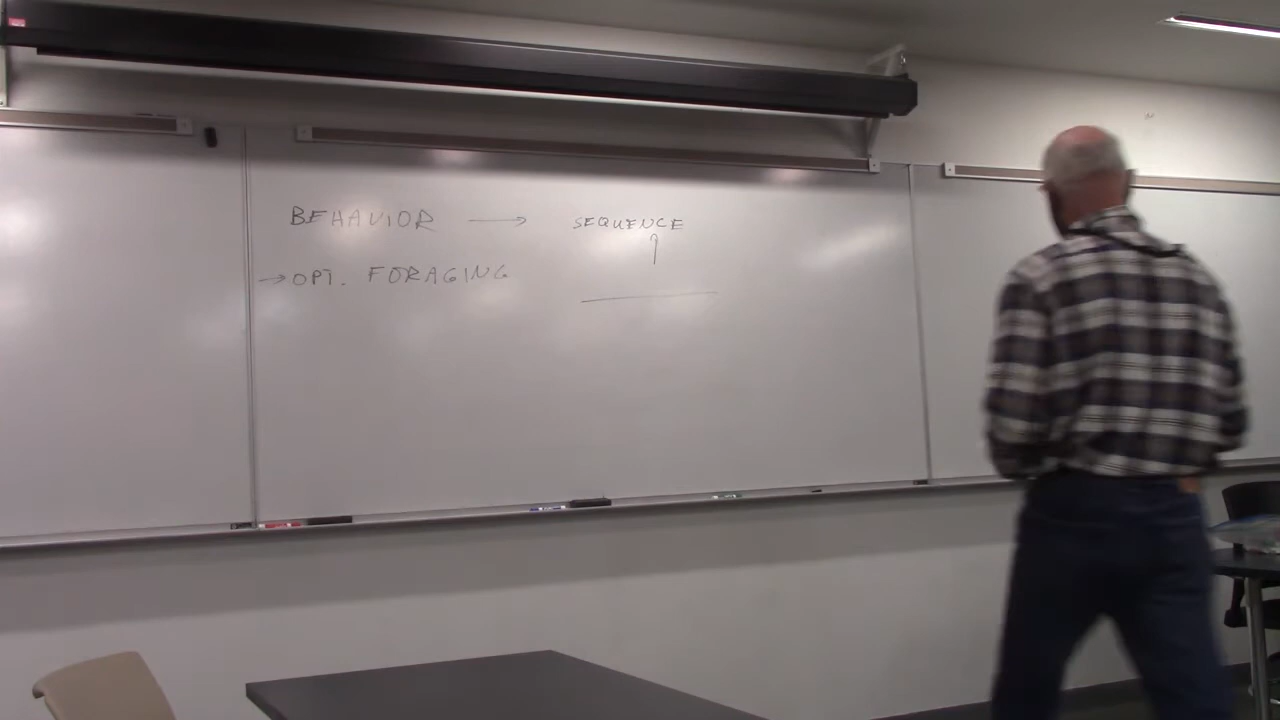 BEHAVIOR → SEQUENCE
↑
→ OPT. FORAGING